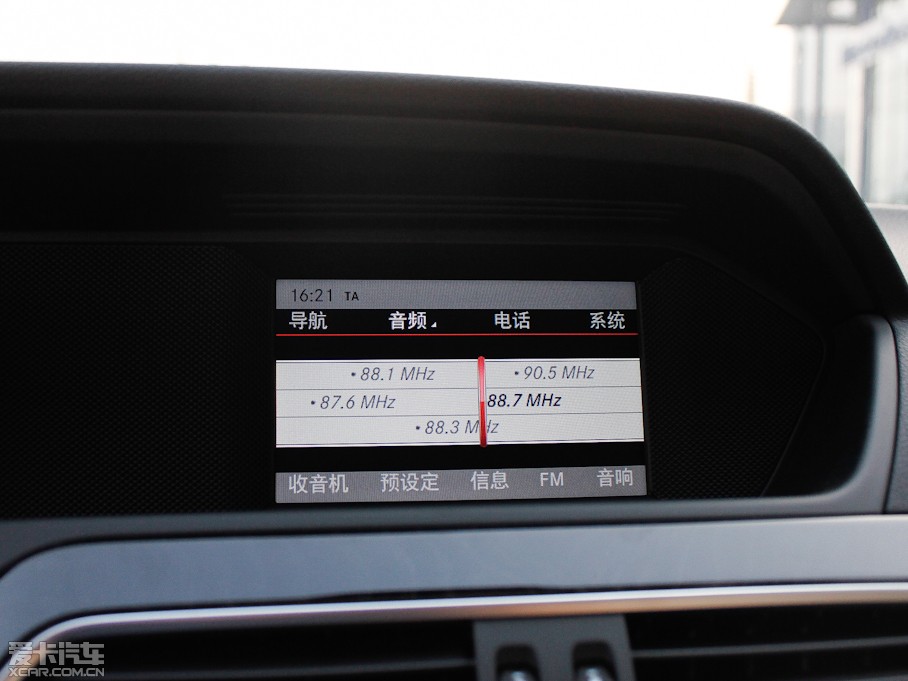 16:21 TA
导航 音频 电话 系统
• 88.1 MHz • 90.5 MHz
• 87.6 MHz 88.7 MHz
• 88.3 MHz
收音机 预设定 信息 FM 音响
爱卡汽车
XCAR.COM.CN